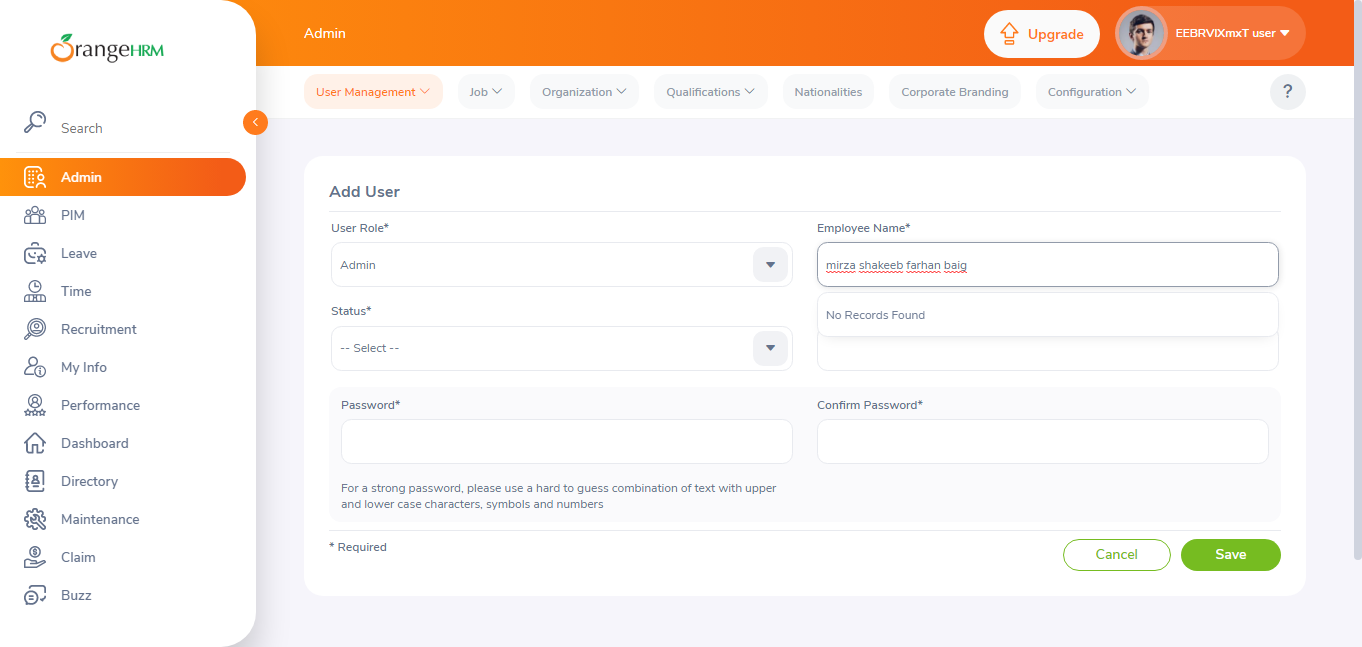 OrangeHRM
Admin
Upgrade
EEBRVIXmxT user
User Management
Job
Organization
Qualifications
Nationalities
Corporate Branding
Configuration
?
Search
Admin
PIM
Leave
Time
Recruitment
My Info
Performance
Dashboard
Directory
Maintenance
Claim
Buzz
Add User
User Role*
Employee Name*
Admin
mirza shakeeb farhan baig
No Records Found
Status*
-- Select --
Password*
Confirm Password*
For a strong password, please use a hard to guess combination of text with upper
and lower case characters, symbols and numbers
* Required
Cancel
Save